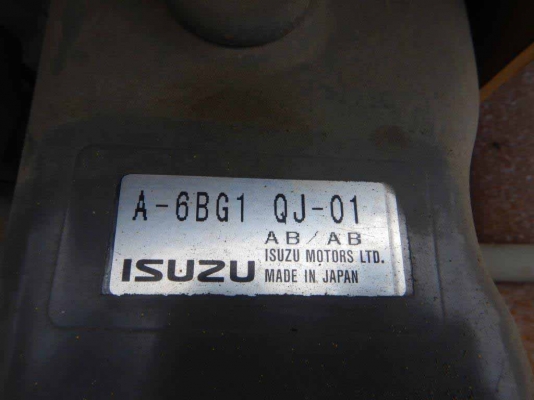 A-6BG1 QJ-01
AB/AB
ISUZU MOTORS LTD.
ISUZU MADE IN JAPAN